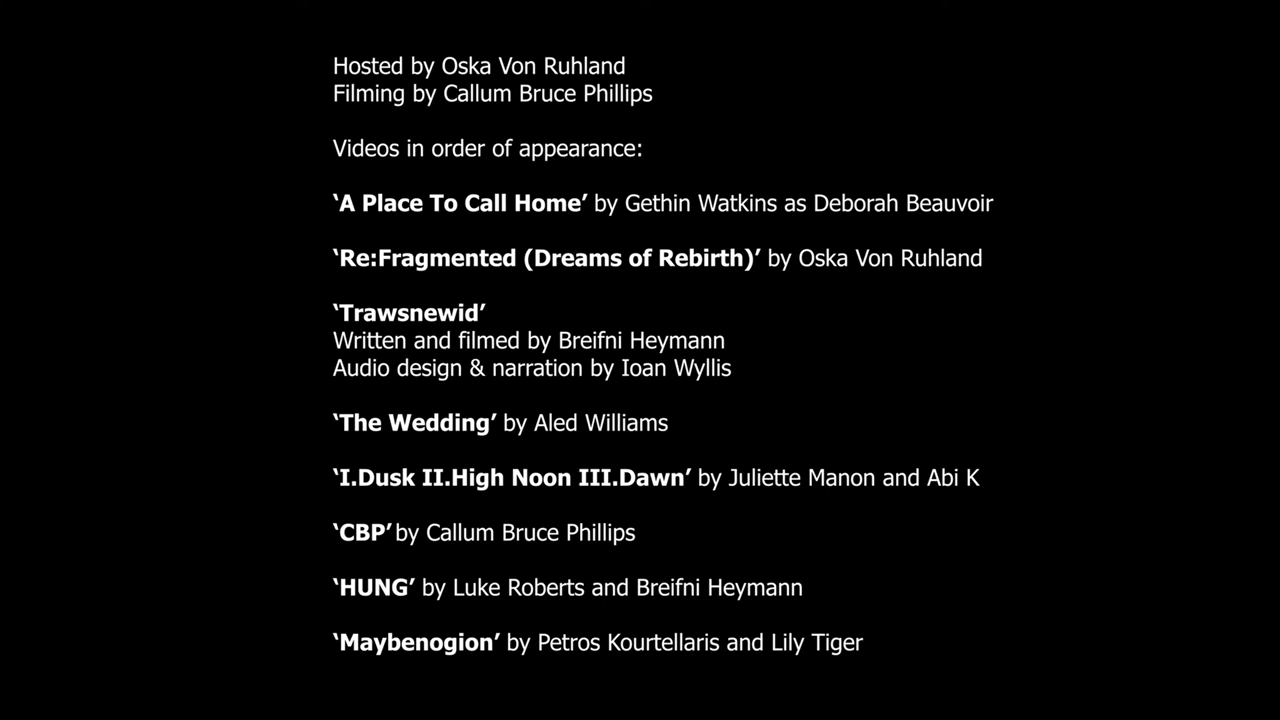 Hosted by Oska Von Ruhland
Filming by Callum Bruce Phillips
Videos in order of appearance:
‘A Place To Call Home’ by Gethin Watkins as Deborah Beauvoir
‘Re:Fragmented (Dreams of Rebirth)’ by Oska Von Ruhland
‘Trawsnewid’
Written and filmed by Breifni Heymann
Audio design & narration by Ioan Wyllis
‘The Wedding’ by Aled Williams
‘I.Dusk II.High Noon III.Dawn’ by Juliette Manon and Abi K
‘CBP’ by Callum Bruce Phillips
‘HUNG’ by Luke Roberts and Breifni Heymann
‘Maybenogion’ by Petros Kourtellaris and Lily Tiger